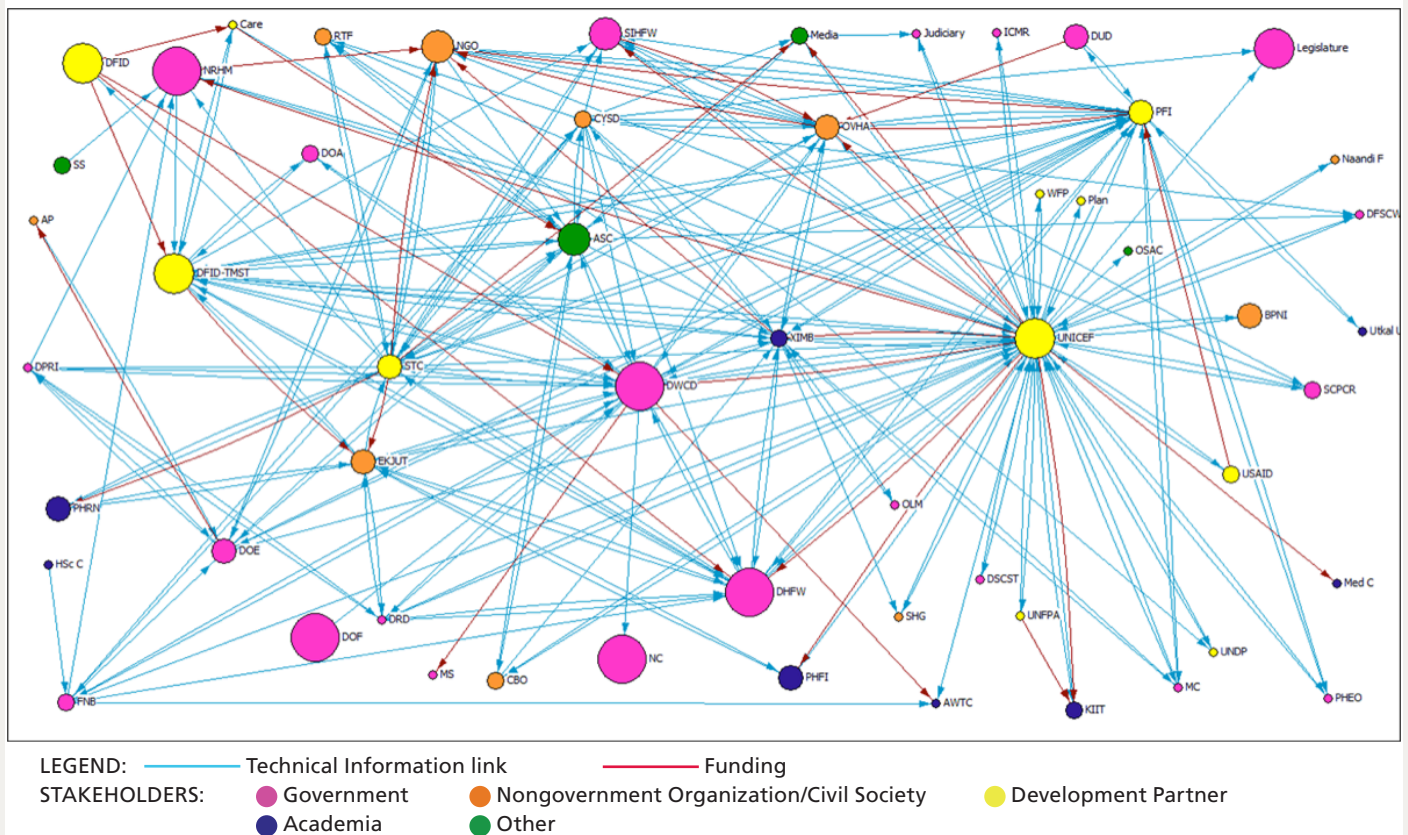 Care
RTF
NGO
SIHFW
Media
Judiciary
ICMR
DUD
Legislature
DFID
NRHM
CYSD
OVHA
PFI
SS
DOA
Naandi F
WFP
Plan
DFSCW
AP
ASC
OSAC
DFID-TMST
BPNI
XIMB
UNICEF
Utkal U
DPRI
STC
DWCD
SCPCR
EKJUT
USAID
PHRN
OLM
DOE
HSc C
DSCST
Med C
DHFW
DRD
SHG
UNFPA
DOF
NC
UNDP
MS
CBO
PHFI
MC
FNB
AWTC
KIIT
PHEO
LEGEND: Technical Information link Funding
STAKEHOLDERS: Government Nongovernment Organization/Civil Society Development Partner
Academia Other